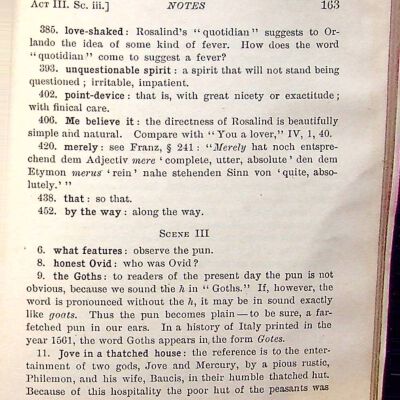 ACT III. SC. iii.] NOTES 163
385. love-shaked: Rosalind's "quotidian" suggests to Or-
lando the idea of some kind of fever. How does the word
"quotidian" come to suggest a fever?
393. unquestionable spirit: a spirit that will not stand being
questioned; irritable, impatient.
402. point-device: that is, with great nicety or exactitude;
with finical care.
406. Me believe it: the directness of Rosalind is beautifully
simple and natural. Compare with "You a lover," IV, 1, 40.
420. merely: see Franz, § 241: "Merely hat noch entspre-
chend dem Adjectiv mere 'complete, utter, absolute' den dem
Etymon merus 'rein' nahe stehenden Sinn von 'quite, abso-
lutely.'"
438. that: so that.
452. by the way: along the way.
SCENE III
6. what features: observe the pun.
8. honest Ovid: who was Ovid?
9. the Goths: to readers of the present day the pun is not
obvious, because we sound the h in "Goths." If, however, the
word is pronounced without the h, it may be in sound exactly
like goats. Thus the pun becomes plain—to be sure, a far-
fetched pun in our ears. In a history of Italy printed in the
year 1561, the word Goths appears in the form Gotes.
11. Jove in a thatched house: the reference is to the enter-
tainment of two gods, Jove and Mercury, by a pious rustic,
Philemon, and his wife, Baucis, in their humble thatched hut.
Because of this hospitality the poor hut of the peasants was